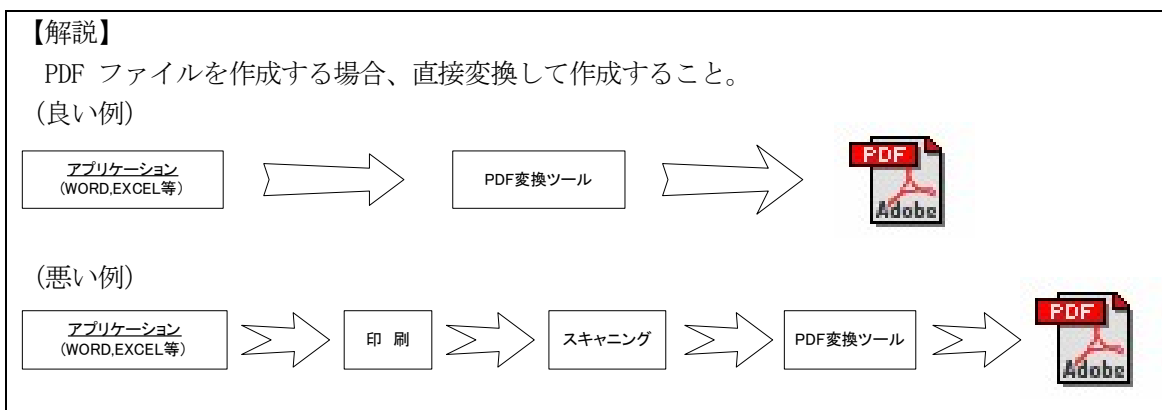 【解説】
PDF ファイルを作成する場合、直接変換して作成すること。
(良い例)
アプリケーション
(WORD,EXCEL等)
PDF変換ツール
PDF
Adobe
(悪い例)
アプリケーション
(WORD,EXCEL等)
印 刷
スキャニング
PDF変換ツール
PDF
Adobe